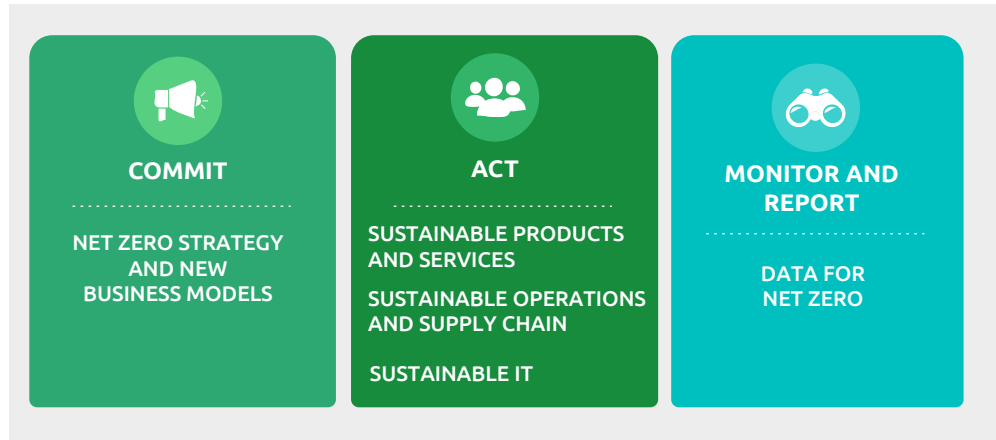 COMMIT
NET ZERO STRATEGY
AND NEW
BUSINESS MODELS
ACT
SUSTAINABLE PRODUCTS
AND SERVICES
SUSTAINABLE OPERATIONS
AND SUPPLY CHAIN
SUSTAINABLE IT
MONITOR AND
REPORT
DATA FOR
NET ZERO